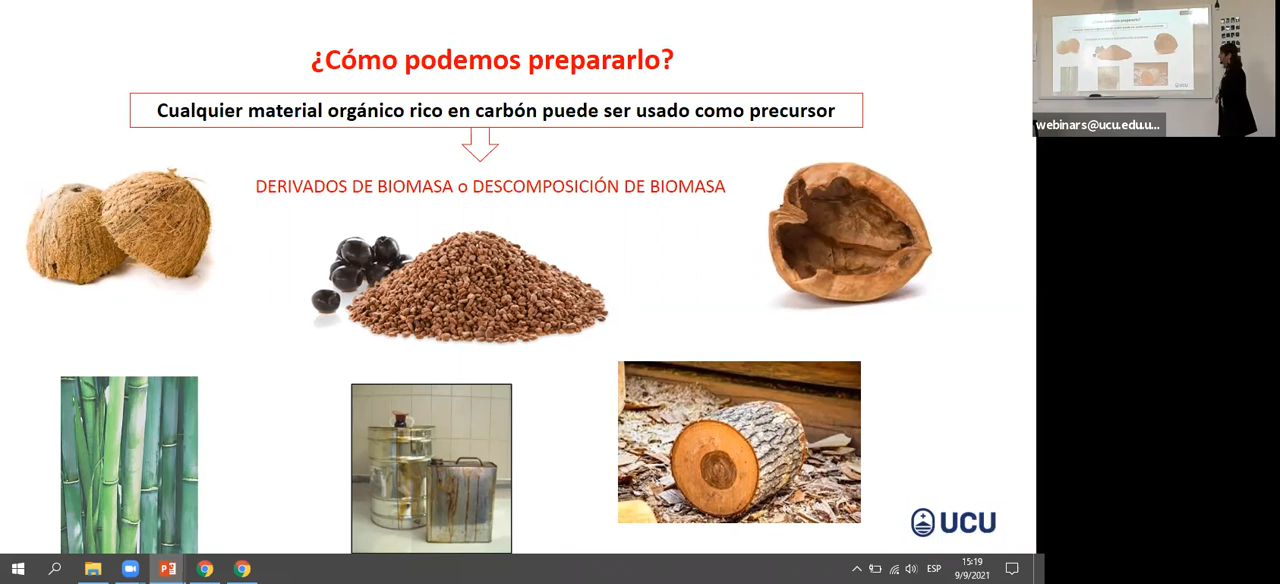 ¿Cómo podemos prepararlo?
Cualquier material orgánico rico en carbón puede ser usado como precursor
DERIVADOS DE BIOMASA o DESCOMPOSICIÓN DE BIOMASA
UCU
webinars@ucu.edu.u...
ESP
15:19
9/9/2021